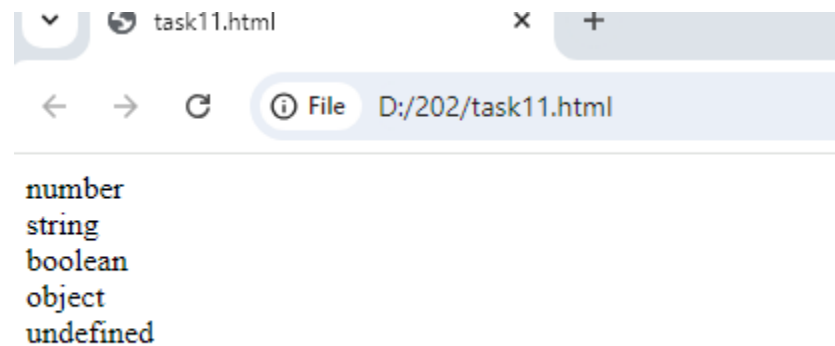 task11.html
File D:/202/task11.html
number
string
boolean
object
undefined